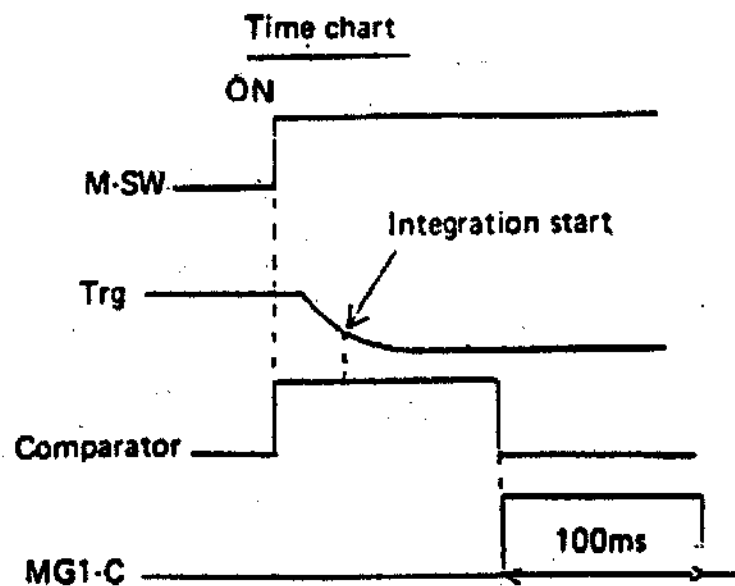 Time chart
ON
M-SW
Integration start
Trg
Comparator
100ms
MG1-C